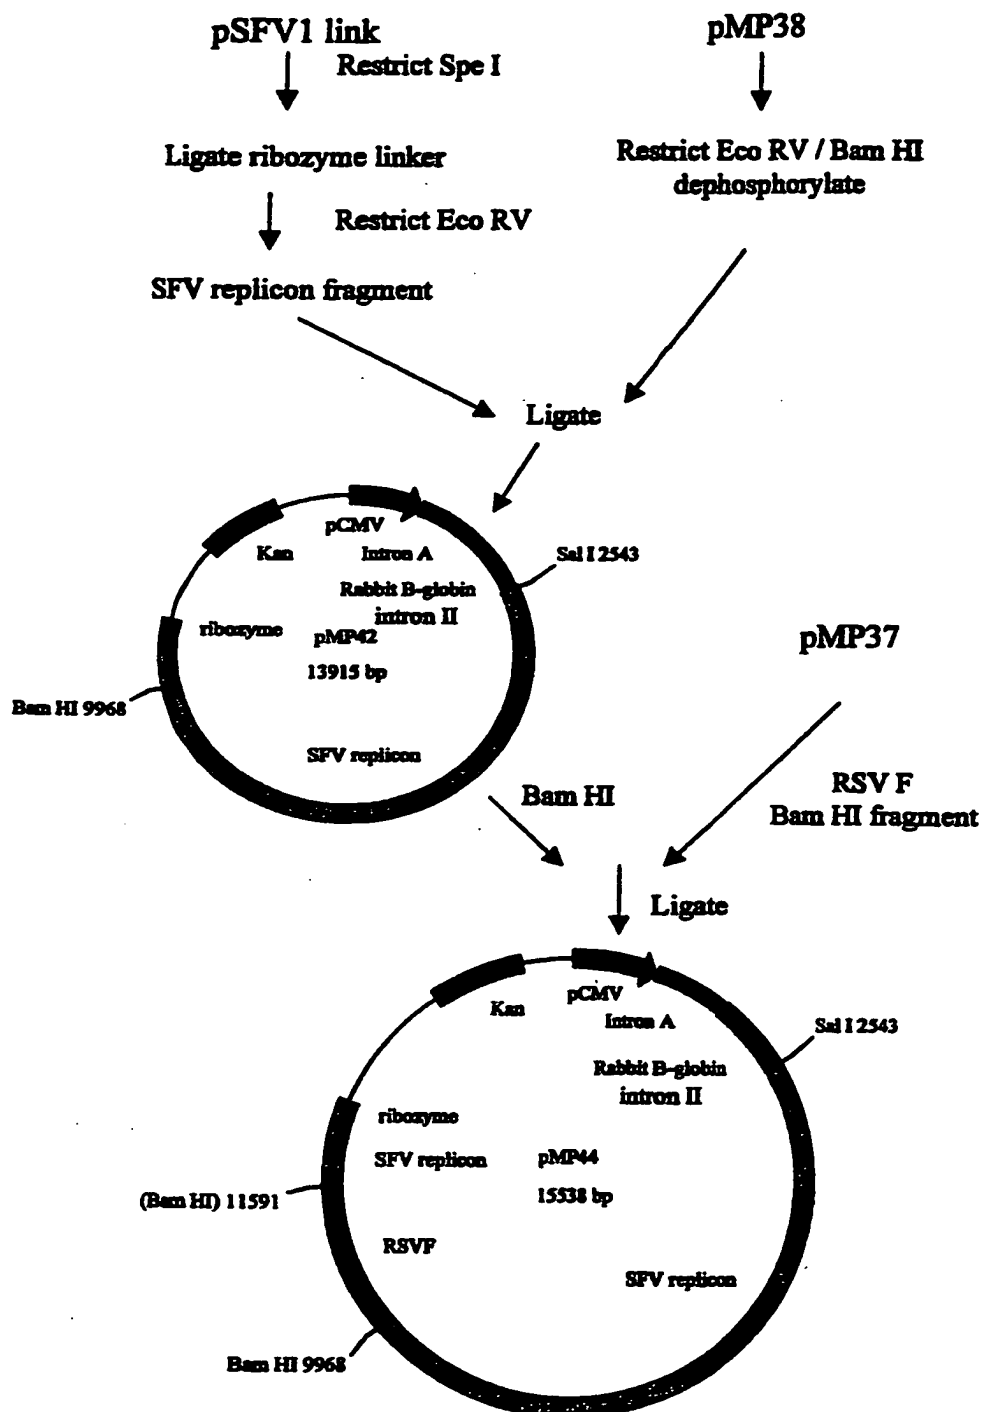 pSFV1 link
pMP38
Restrict Spe I
Ligate ribozyme linker
Restrict Eco RV / Bam HI
dephosphorylate
Restrict Eco RV
SFV replicon fragment
Ligate
pCMV
Kan
Intron A
Sal I 2543
Rabbit B-globin
intron II
ribozyme
pMP42
13915 bp
Bam HI 9968
SFV replicon
pMP37
Bam HI
RSV F
Bam HI fragment
Ligate
pCMV
Kan
Intron A
Sal I 2543
Rabbit B-globin
intron II
ribozyme
SFV replicon
pMP44
15538 bp
(Bam HI) 11591
RSVF
SFV replicon
Bam HI 9968